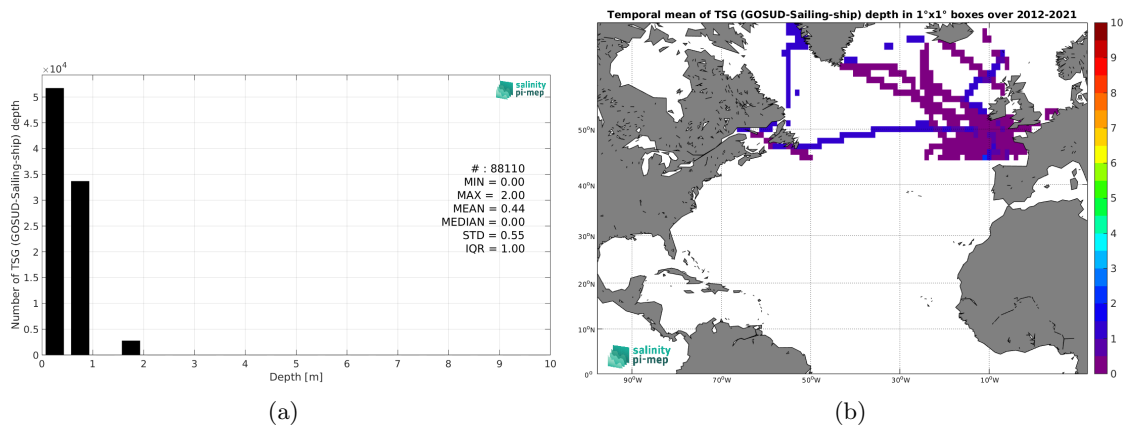 ×10⁴
5
4.5
4
3.5
3
2.5
2
1.5
1
0.5
0
Number of TSG (GOSUD-Sailing-ship) depth
salinity
pi-mep
# : 88110
MIN = 0.00
MAX = 2.00
MEAN = 0.44
MEDIAN = 0.00
STD = 0.55
IQR = 1.00
0 1 2 3 4 5 6 7 8 9 10
Depth [m]
(a)
Temporal mean of TSG (GOSUD-Sailing-ship) depth in 1°x1° boxes over 2012-2021
50°N
40°N
30°N
20°N
10°N
0°
90°W 70°W 50°W 30°W 10°W
salinity
pi-mep
10
9
8
7
6
5
4
3
2
1
0
(b)